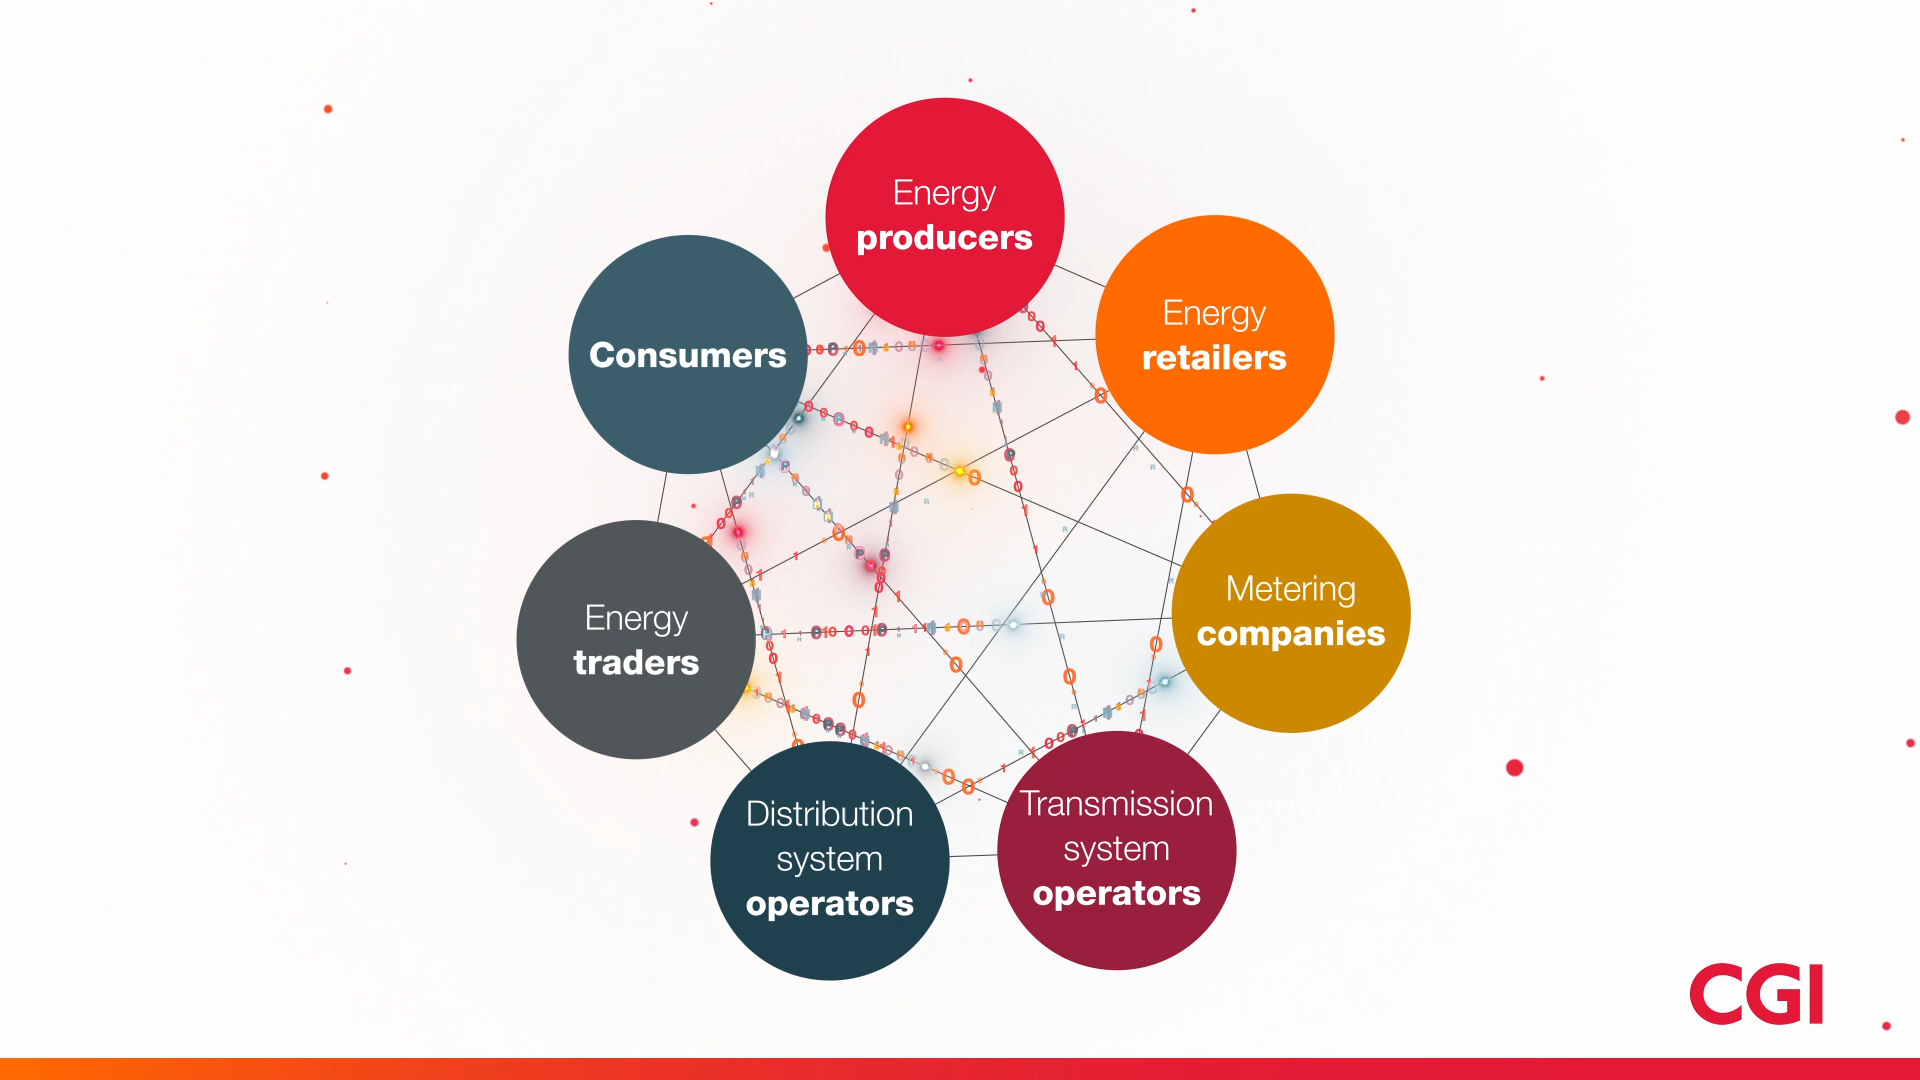 Energy
producers
Energy
retailers
Consumers
Metering
companies
Energy
traders
Distribution
system
operators
Transmission
system
operators
CGI